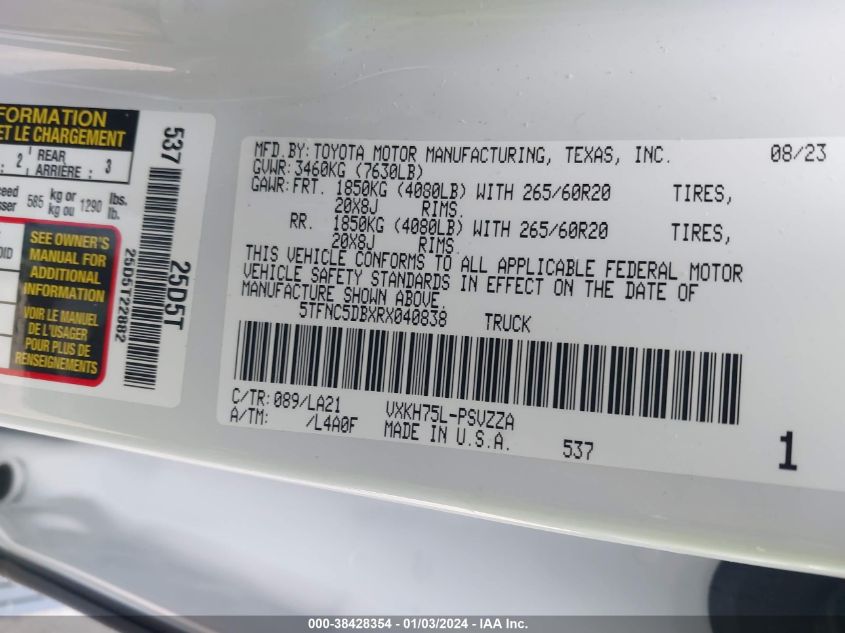 FORMATION
ET LE CHARGEMENT
: 2 REAR
ARRIÈRE : 3
585 kg or 1290 lbs.
kg ou lb.
SEE OWNER'S
MANUAL FOR
ADDITIONAL
INFORMATION
VOIR LE MANUEL
DE L'USAGER
POUR PLUS DE
RENSEIGNEMENTS
537
25D5T
25D5T22882
MFD.BY:TOYOTA MOTOR MANUFACTURING, TEXAS, INC. 08/23
GVWR:3460KG (7630LB)
GAWR:FRT. 1850KG (4080LB) WITH 265/60R20 TIRES,
20X8J RIMS.
RR. 1850KG (4080LB) WITH 265/60R20 TIRES,
20X8J RIMS.
THIS VEHICLE CONFORMS TO ALL APPLICABLE FEDERAL MOTOR
VEHICLE SAFETY STANDARDS IN EFFECT ON THE DATE OF
MANUFACTURE SHOWN ABOVE.
5TFNC5DBXRX040838 TRUCK
C/TR:089/LA21 VXKH75L-PSVZZA
A/TM: /L4A0F MADE IN U.S.A. 537 1
000-38428354 - 01/03/2024 - VIVS - IAA